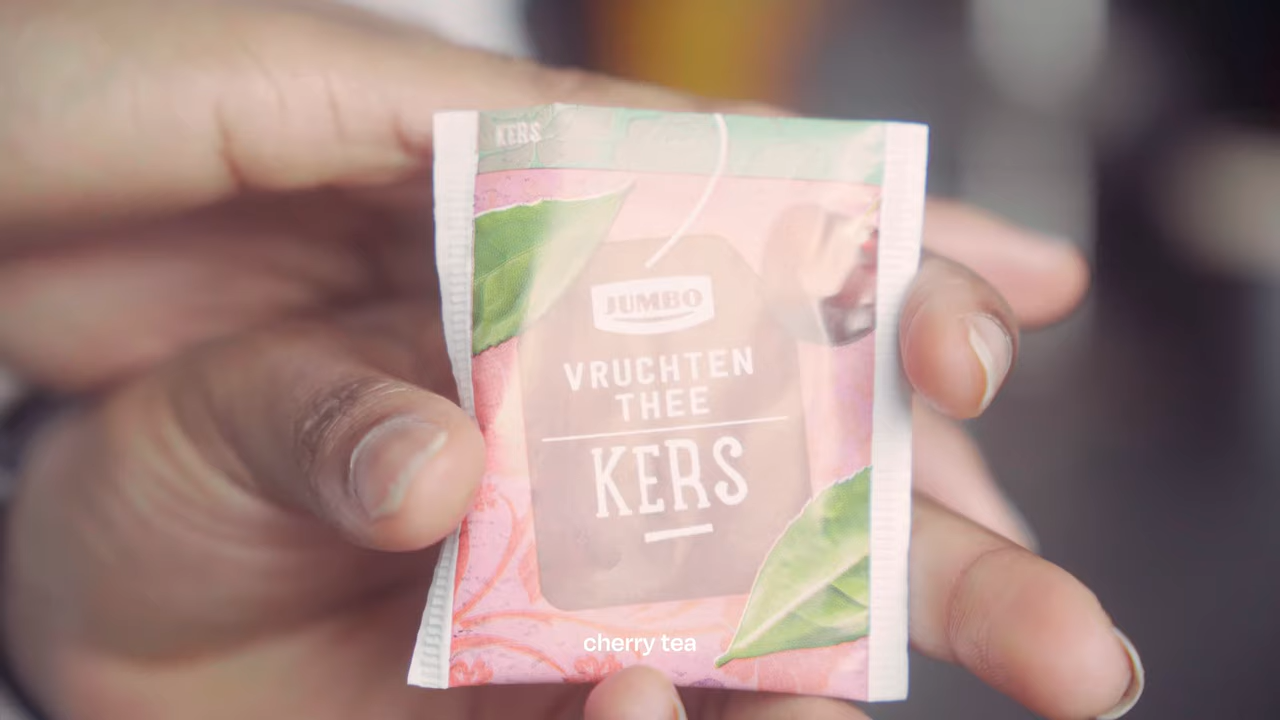 KERS
JUMBO
VRUCHTEN
THEE
KERS
cherry tea